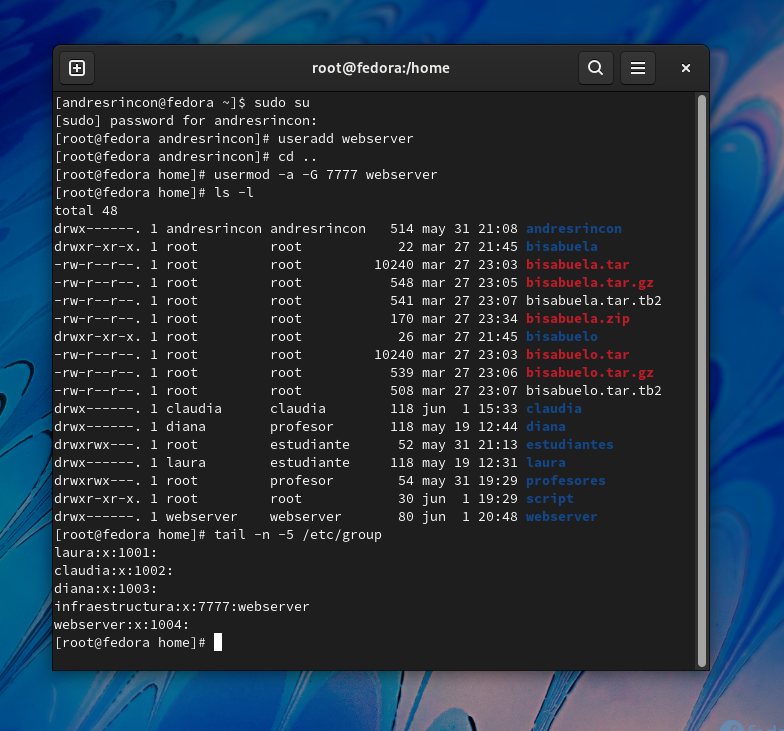 root@fedora:/home
[andresrincon@fedora ~]$ sudo su
[sudo] password for andresrincon:
[root@fedora andresrincon]# useradd webserver
[root@fedora andresrincon]# cd ..
[root@fedora home]# usermod -a -G 7777 webserver
[root@fedora home]# ls -l
total 48
drwx------. 1 andresrincon andresrincon   514 may 31 21:08 andresrincon
drwxr-xr-x. 1 root         root            22 mar 27 21:45 bisabuela
-rw-r--r--. 1 root         root         10240 mar 27 23:03 bisabuela.tar
-rw-r--r--. 1 root         root           548 mar 27 23:05 bisabuela.tar.gz
-rw-r--r--. 1 root         root           541 mar 27 23:07 bisabuela.tar.tb2
-rw-r--r--. 1 root         root           170 mar 27 23:34 bisabuela.zip
drwxr-xr-x. 1 root         root            26 mar 27 21:45 bisabuelo
-rw-r--r--. 1 root         root         10240 mar 27 23:03 bisabuelo.tar
-rw-r--r--. 1 root         root           539 mar 27 23:06 bisabuelo.tar.gz
-rw-r--r--. 1 root         root           508 mar 27 23:07 bisabuelo.tar.tb2
drwx------. 1 claudia      claudia        118 jun  1 15:33 claudia
drwx------. 1 diana        profesor       118 may 19 12:44 diana
drwxrwx---. 1 root         estudiante      52 may 31 21:13 estudiantes
drwx------. 1 laura        estudiante     118 may 19 12:31 laura
drwxrwx---. 1 root         profesor        54 may 31 19:29 profesores
drwxr-xr-x. 1 root         root            30 jun  1 19:29 script
drwx------. 1 webserver    webserver       80 jun  1 20:48 webserver
[root@fedora home]# tail -n -5 /etc/group
laura:x:1001:
claudia:x:1002:
diana:x:1003:
infraestructura:x:7777:webserver
webserver:x:1004:
[root@fedora home]#